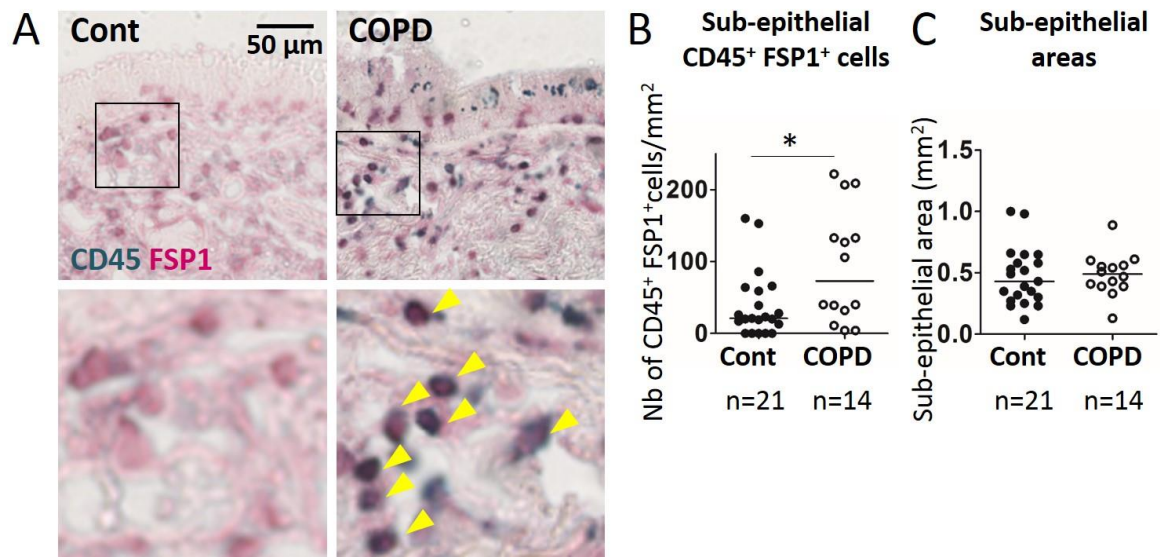 A
Cont
50 µm
COPD
CD45 FSP1
B
Sub-epithelial
CD45⁺ FSP1⁺ cells
Nb of CD45⁺ FSP1⁺cells/mm²
200
100
0
*
Cont
COPD
n=21
n=14
C
Sub-epithelial
areas
Sub-epithelial area (mm²)
1.5
1.0
0.5
0.0
Cont
COPD
n=21
n=14